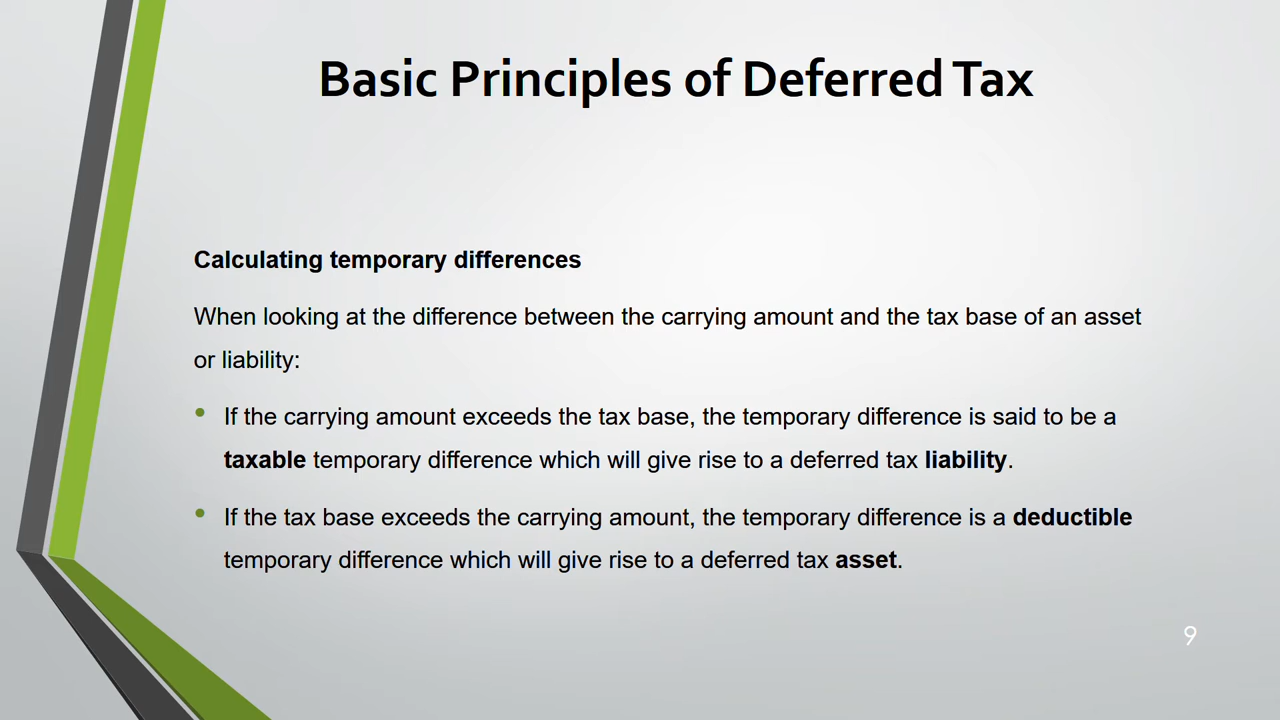 Basic Principles of Deferred Tax
Calculating temporary differences
When looking at the difference between the carrying amount and the tax base of an asset
or liability:
• If the carrying amount exceeds the tax base, the temporary difference is said to be a
taxable temporary difference which will give rise to a deferred tax liability.
• If the tax base exceeds the carrying amount, the temporary difference is a deductible
temporary difference which will give rise to a deferred tax asset.
9